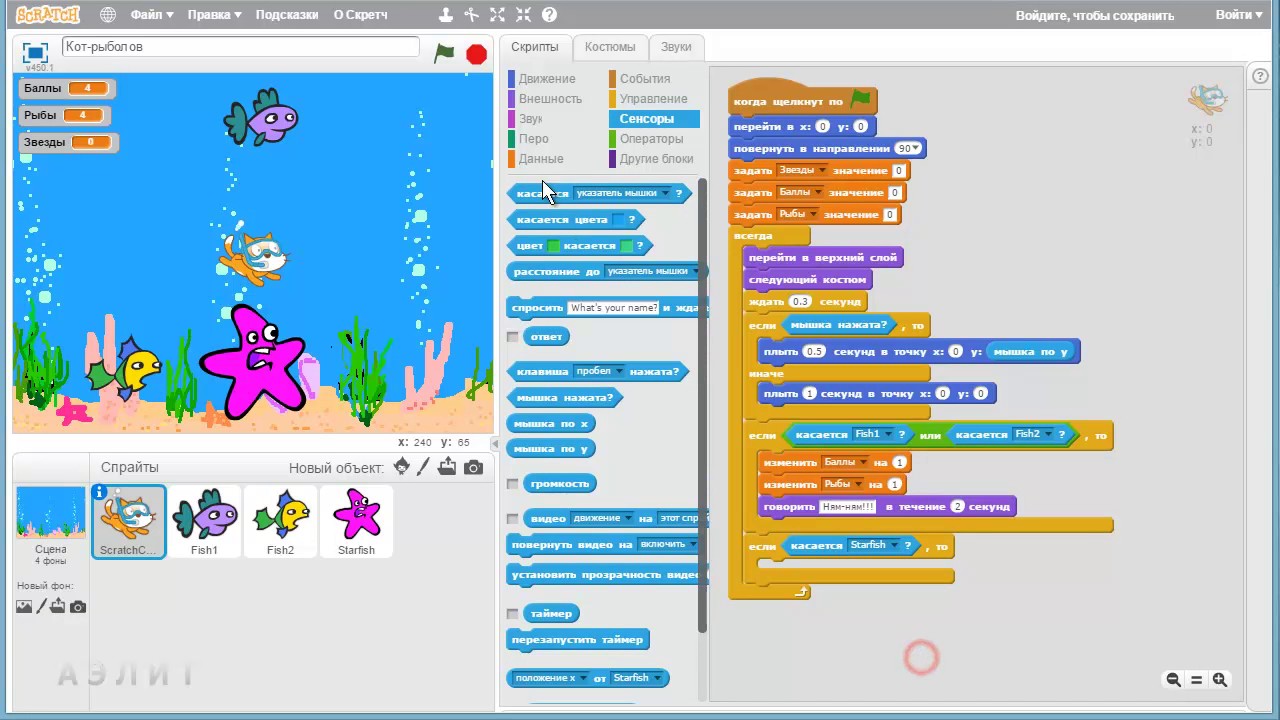 SCRATCH Файл Правка Подсказки О Скретч Войдите, чтобы сохранить Войти
v450.1 Кот-рыболов
Баллы 4
Рыбы 4
Звезды 0
x: 240 y: 65
Спрайты Новый объект:
Сцена
4 фоны
Новый фон:
ScratchC... Fish1 Fish2 Starfish
АЭЛИТ
Скрипты Костюмы Звуки
Движение События
Внешность Управление
Звук Сенсоры
Перо Операторы
Данные Другие блоки
касается указатель мышки ?
касается цвета ?
цвет касается ?
расстояние до указатель мышки
спросить What's your name? и жда
ответ
клавиша пробел нажата?
мышка нажата?
мышка по x
мышка по y
громкость
видео движение на этот спр
повернуть видео на включить
установить прозрачность видео
таймер
перезапустить таймер
положение x от Starfish
когда щелкнут по
перейти в x: 0 y: 0
повернуть в направлении 90
задать Звезды значение 0
задать Баллы значение 0
задать Рыбы значение 0
всегда
перейти в верхний слой
следующий костюм
ждать 0.3 секунд
если мышка нажата? , то
плыть 0.5 секунд в точку x: 0 y: мышка по y
иначе
плыть 1 секунд в точку x: 0 y: 0
если касается Fish1 ? или касается Fish2 ? , то
изменить Баллы на 1
изменить Рыбы на 1
говорить Ням-ням!!! в течение 2 секунд
если касается Starfish ? , то
x: 0
y: 0